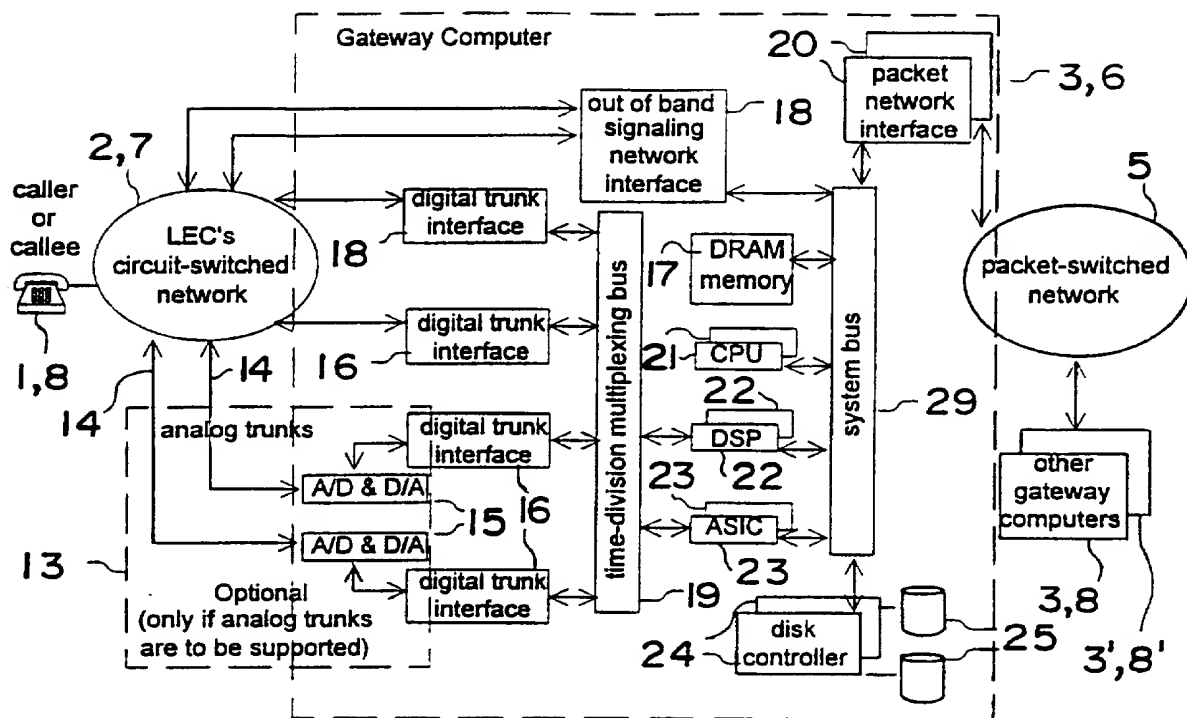 Gateway Computer
20
20
packet
network
interface
3,6
out of band
signaling
network
interface
18
2,7
caller
or
callee
LEC's
circuit-switched
network
digital trunk
interface
18
5
packet-switched
network
17
DRAM
memory
time-division multiplexing bus
system bus
digital trunk
interface
16
21
CPU
1,8
14
14
22
29
analog trunks
digital trunk
interface
DSP
22
23
other
gateway
computers
A/D & D/A
15
16
ASIC
23
A/D & D/A
13
digital trunk
interface
19
Optional
(only if analog trunks
are to be supported)
3,8
3',8'
24
disk
controller
25